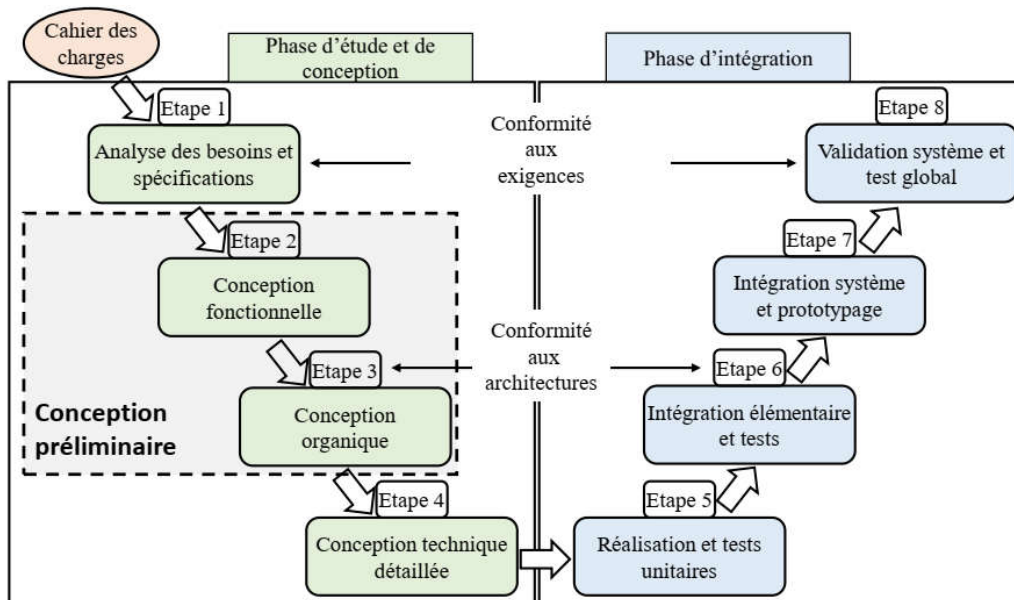 Cahier des
charges
Phase d'étude et de
conception
Phase d'intégration
Etape 1
Analyse des besoins et
spécifications
Conformité
aux
exigences
Etape 8
Validation système et
test global
Etape 2
Conception
fonctionnelle
Etape 7
Intégration système
et prototypage
Conformité
aux
architectures
Etape 3
Conception
organique
Conception
préliminaire
Etape 6
Intégration élémentaire
et tests
Etape 4
Conception technique
détaillée
Etape 5
Réalisation et tests
unitaires